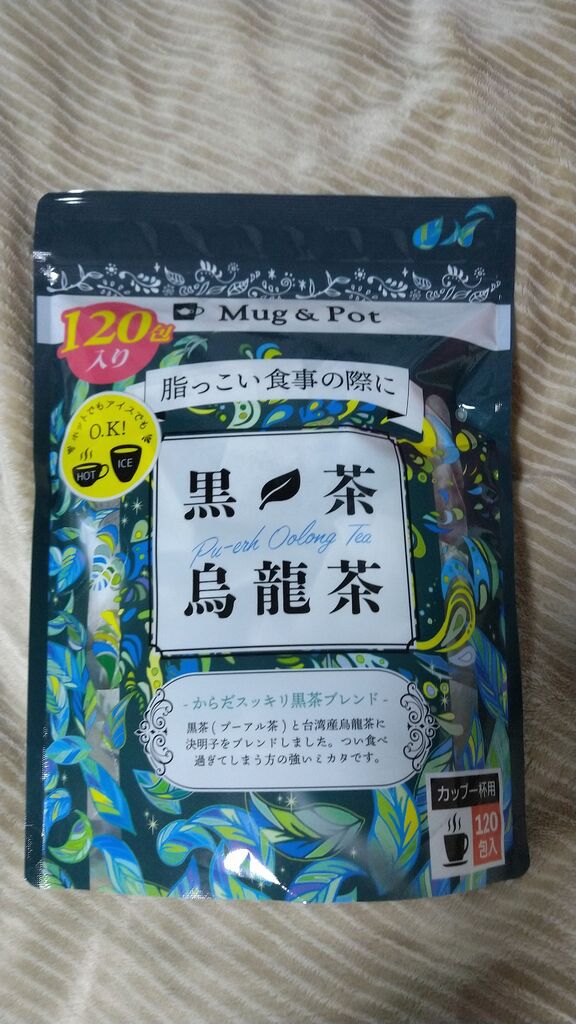 Mug & Pot
120包
入り
脂っこい食事の際に
ホットでもアイスでも
O.K!
HOT
ICE
黒茶
Pu-erh Oolong Tea
烏龍茶
- からだスッキリ黒茶ブレンド -
黒茶(プーアル茶)と台湾産烏龍茶に
決明子をブレンドしました。つい食べ
過ぎてしまう方の強いミカタです。
カップ一杯用
120
包入